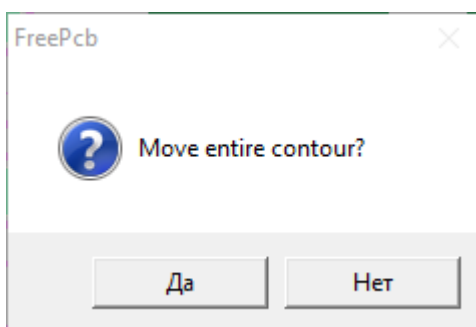 FreePcb
Move entire contour?
Да
Нет